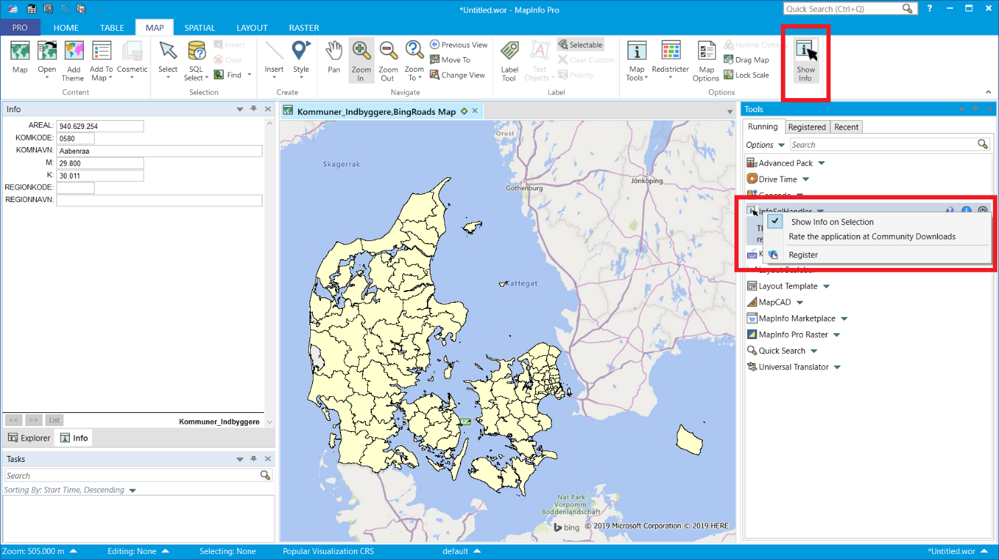 *Untitled.wor - MapInfo Pro
Quick Search (Ctrl+Q)
?
PRO HOME TABLE MAP SPATIAL LAYOUT RASTER
Map
Open
Add Theme
Add To Map
Cosmetic
Content
Select
SQL Select
Insert
Clear
Find
Selection
Insert
Style
Create
Pan
Zoom In
Zoom Out
Zoom To
Previous View
Move To
Change View
Navigate
Label Tool
Text Objects
Selectable
Clear Custom
Priority
Label
Map Tools
Redistricter
Map Options
Hotlink Options
Drag Map
Lock Scale
Options
Show Info
Info
AREAL: 940.629.254
KOMKODE: 0580
KOMNAVN: Aabenraa
M: 29.800
K: 30.011
REGIONKODE:
REGIONNAVN:
<< >> List Kommuner_Indbyggere
Explorer Info
Tasks
Search
Sorting By: Start Time, Descending
Kommuner_Indbyggere,BingRoads Map
Orust
Skagerrak
Gothenburg
Jönköping
Kattegat
Nat.Park
Vorpomm
Boddenlandschaft
bing © 2019 Microsoft Corporation © 2019 HERE
Tools
Running Registered Recent
Options Search
Advanced Pack
Drive Time
Geocode
InfoSelHandler
Th
re
Show Info on Selection
Rate the application at Community Downloads
Register
K
Layout Scalebar
Layout Template
MapCAD
MapInfo Marketplace
MapInfo Pro Raster
Quick Search
Universal Translator
Zoom: 505.000 m Editing: None Selecting: None Popular Visualization CRS default *Untitled.wor